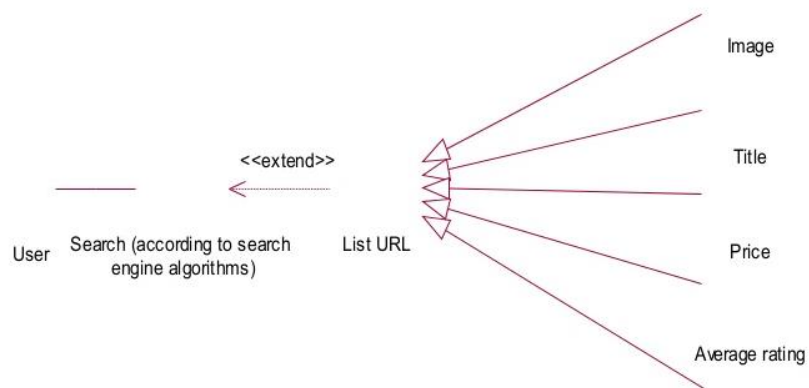 Image
<<extend>>
Title
User
Search (according to search
engine algorithms)
List URL
Price
Average rating